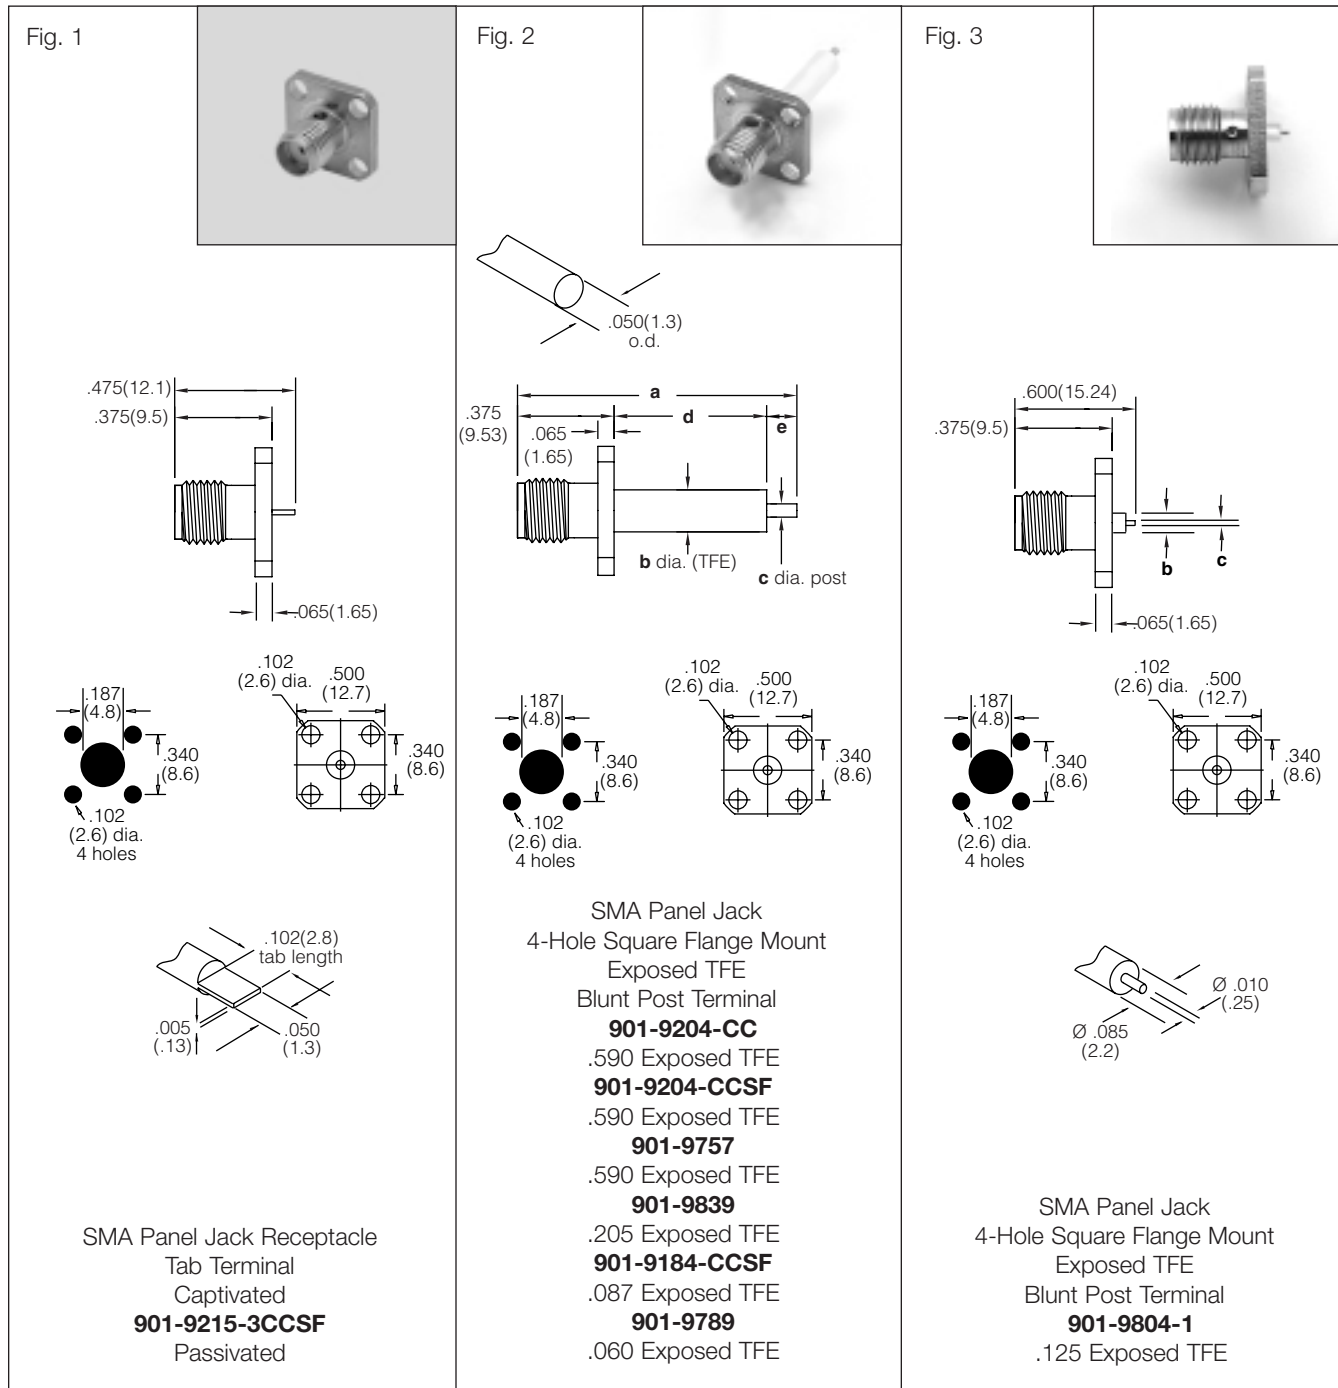 Fig. 1
.475(12.1)
.375(9.5)
.065(1.65)
.187
(4.8)
.340
(8.6)
.102
(2.6) dia.
4 holes
.102
(2.6) dia.
.500
(12.7)
.340
(8.6)
.102(2.8)
tab length
.005
(.13)
.050
(1.3)
SMA Panel Jack Receptacle
Tab Terminal
Captivated
901-9215-3CCSF
Passivated
Fig. 2
.050(1.3)
o.d.
a
.375
(9.53)
d
e
.065
(1.65)
b dia. (TFE)
c dia. post
.187
(4.8)
.340
(8.6)
.102
(2.6) dia.
4 holes
.102
(2.6) dia.
.500
(12.7)
.340
(8.6)
SMA Panel Jack
4-Hole Square Flange Mount
Exposed TFE
Blunt Post Terminal
901-9204-CC
.590 Exposed TFE
901-9204-CCSF
.590 Exposed TFE
901-9757
.590 Exposed TFE
901-9839
.205 Exposed TFE
901-9184-CCSF
.087 Exposed TFE
901-9789
.060 Exposed TFE
Fig. 3
.600(15.24)
.375(9.5)
b
c
.065(1.65)
.187
(4.8)
.340
(8.6)
.102
(2.6) dia.
4 holes
.102
(2.6) dia.
.500
(12.7)
.340
(8.6)
Ø .010
(.25)
Ø .085
(2.2)
SMA Panel Jack
4-Hole Square Flange Mount
Exposed TFE
Blunt Post Terminal
901-9804-1
.125 Exposed TFE